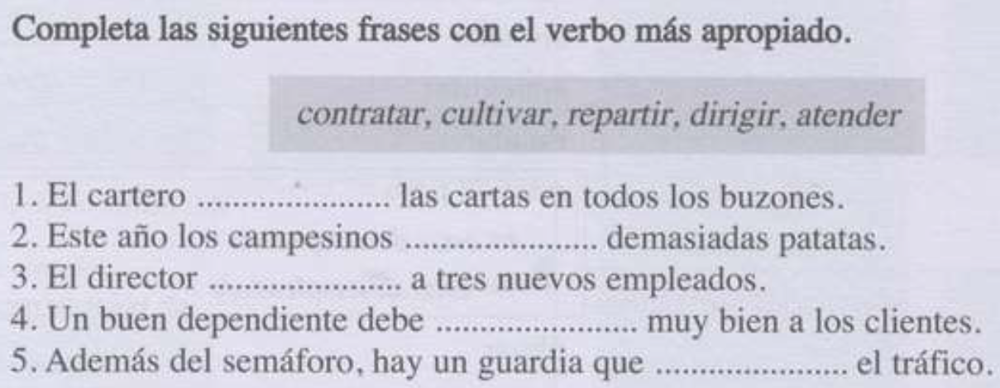 Completa las siguientes frases con el verbo más apropiado.
contratar, cultivar, repartir, dirigir, atender
1. El cartero ...................... las cartas en todos los buzones.
2. Este año los campesinos ...................... demasiadas patatas.
3. El director ...................... a tres nuevos empleados.
4. Un buen dependiente debe ....................... muy bien a los clientes.
5. Además del semáforo, hay un guardia que ...................... el tráfico.